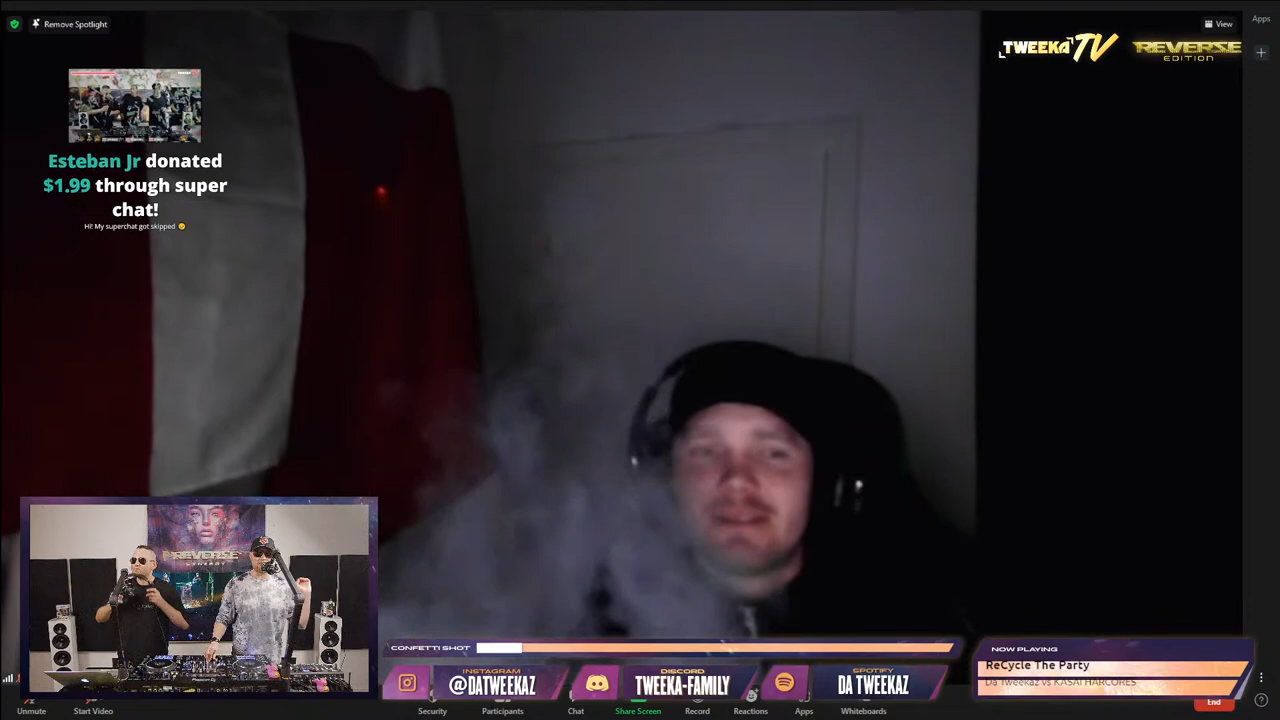 Remove Spotlight
View
Apps
TWEEKA TV
REVERSE
EDITION
Esteban Jr donated
$1.99 through super
chat!
Hi! My superchat got skipped
REVERSE
CONFETTI SHOT
NOW PLAYING
ReCycle The Party
Da Tweekaz vs KASAI HARCORES
INSTAGRAM
@DATWEEKAZ
DISCORD
TWEEKA-FAMILY
SPOTIFY
DA TWEEKAZ
Unmute
Start Video
Security
Participants
Chat
Share Screen
Record
Reactions
Apps
Whiteboards
End